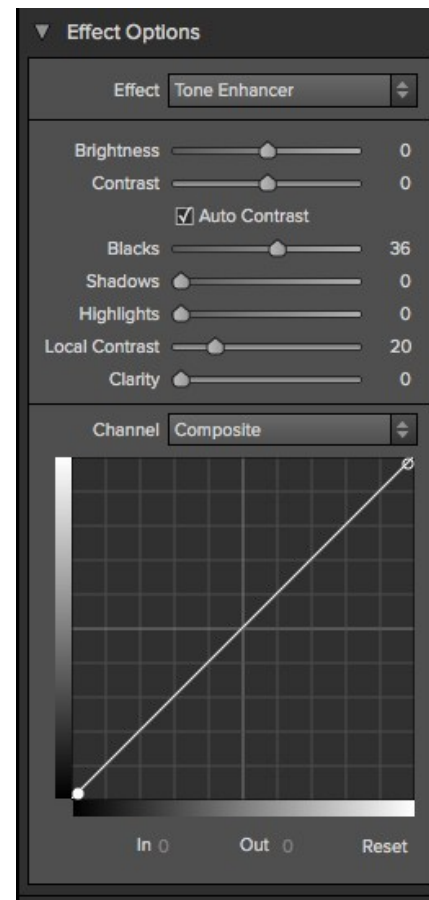 Effect Options
Effect Tone Enhancer
Brightness 0
Contrast 0
Auto Contrast
Blacks 36
Shadows 0
Highlights 0
Local Contrast 20
Clarity 0
Channel Composite
In 0 Out 0 Reset